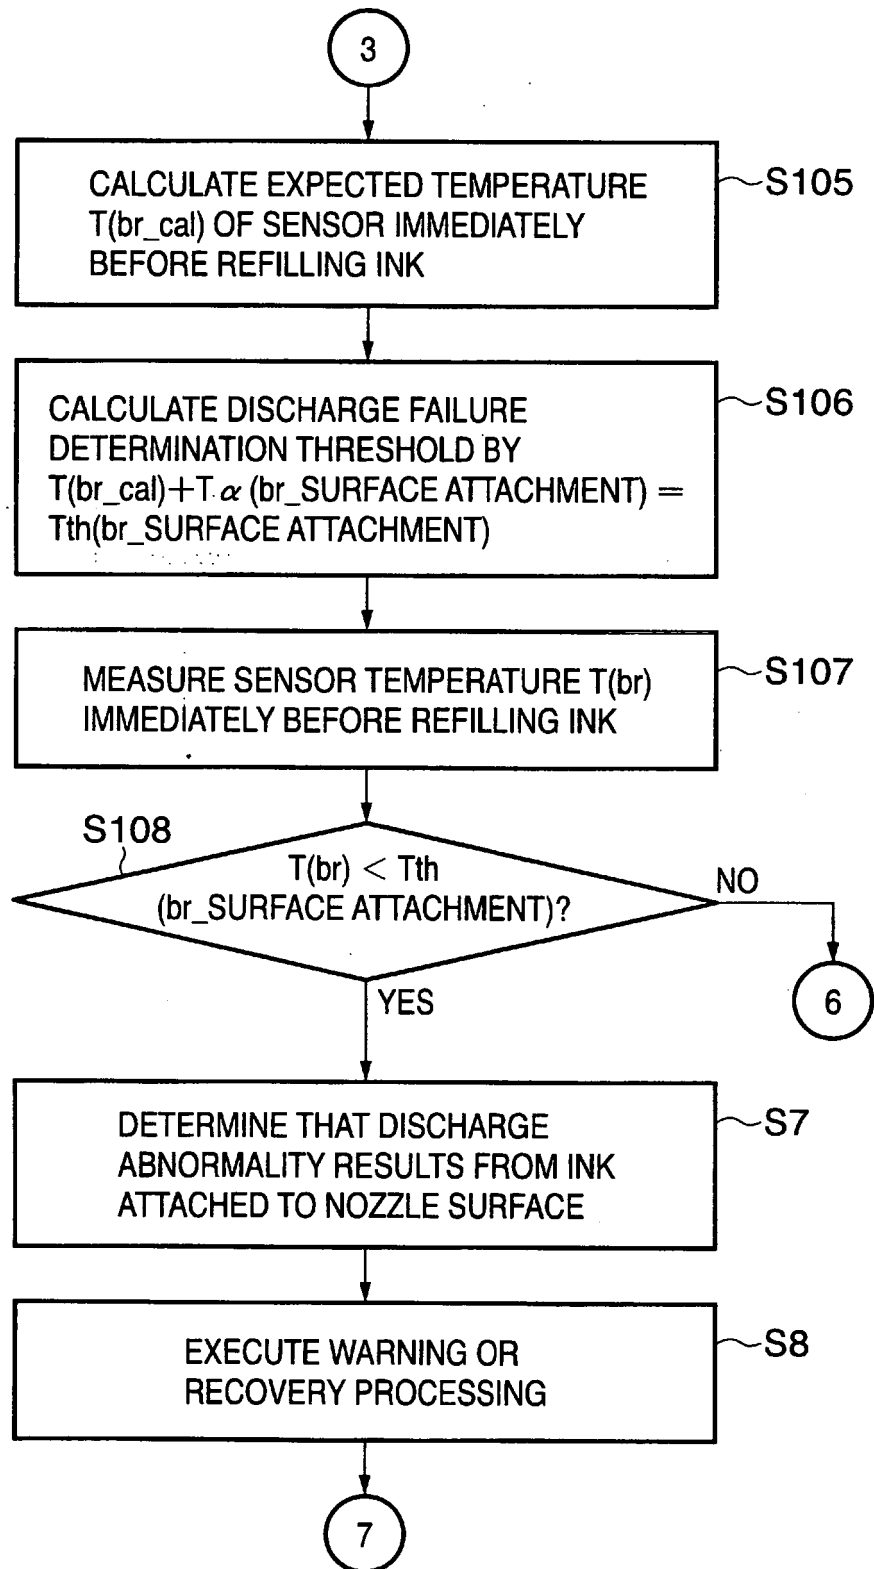 3
CALCULATE EXPECTED TEMPERATURE
T(br_cal) OF SENSOR IMMEDIATELY
BEFORE REFILLING INK
S105
CALCULATE DISCHARGE FAILURE
DETERMINATION THRESHOLD BY
T(br_cal)+T α (br_SURFACE ATTACHMENT) =
Tth(br_SURFACE ATTACHMENT)
S106
MEASURE SENSOR TEMPERATURE T(br)
IMMEDIATELY BEFORE REFILLING INK
S107
S108
T(br) < Tth
(br_SURFACE ATTACHMENT)?
NO
6
YES
DETERMINE THAT DISCHARGE
ABNORMALITY RESULTS FROM INK
ATTACHED TO NOZZLE SURFACE
S7
EXECUTE WARNING OR
RECOVERY PROCESSING
S8
7